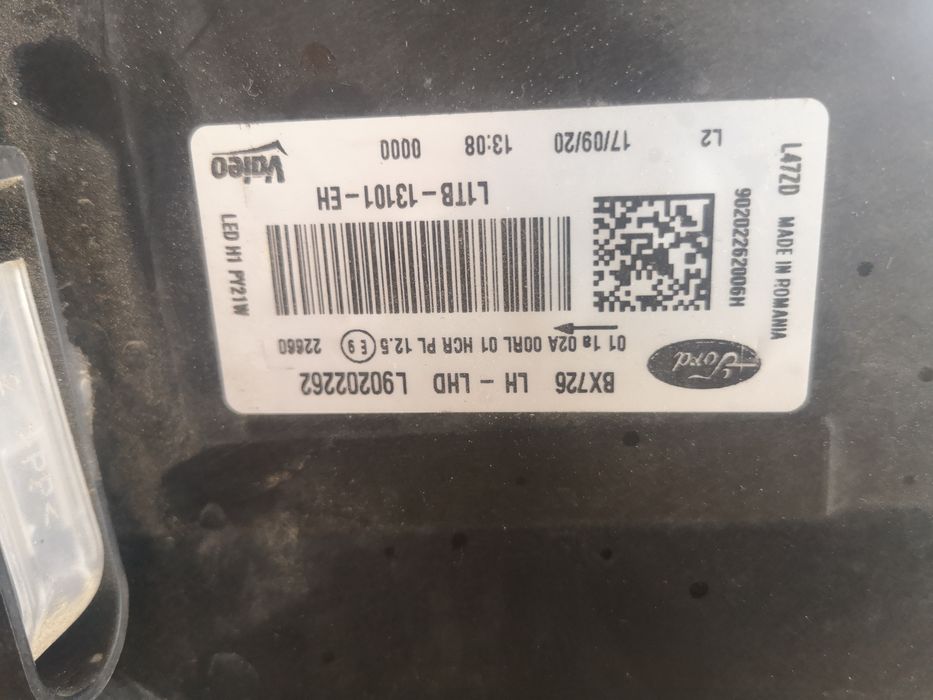 BX726 LH - LHD L90202262
Ford
01 1a 02A 00RL 01 HCR PL 12.5 E 9 22660
90202262006H
L1TB-13101-EH
LED H1 PY21W
L47ZD MADE IN ROMANIA
L2 17/09/20 13:08 0000
Valeo